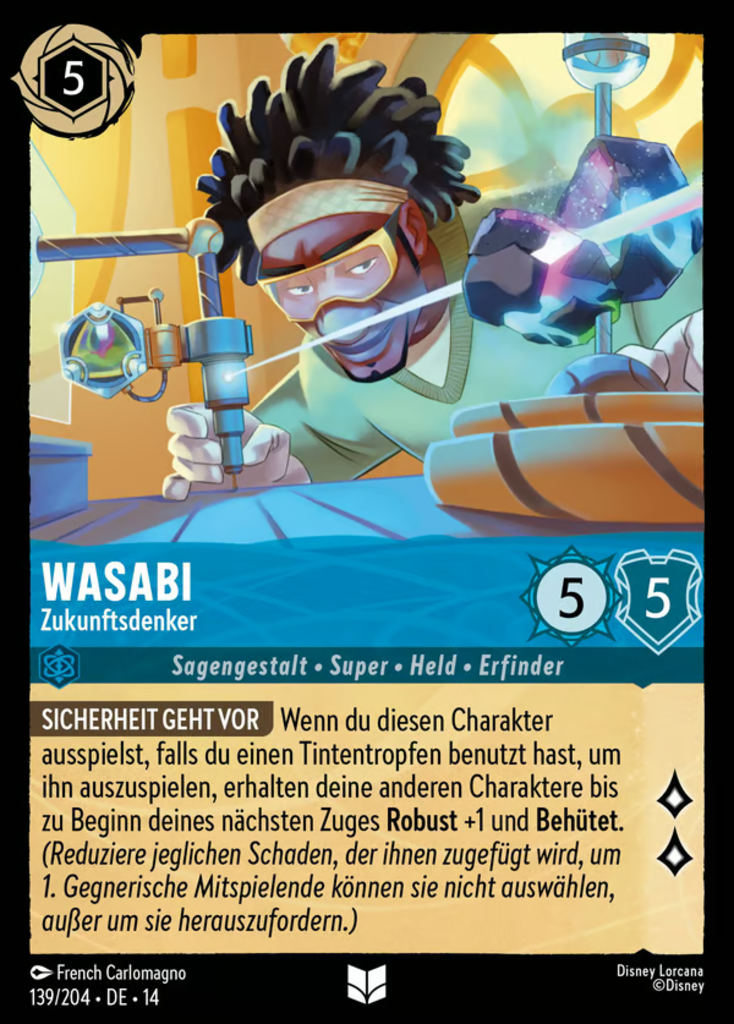 5
WASABI
Zukunftsdenker
5
5
Sagengestalt • Super • Held • Erfinder
SICHERHEIT GEHT VOR Wenn du diesen Charakter
ausspielst, falls du einen Tintentropfen benutzt hast, um
ihn auszuspielen, erhalten deine anderen Charaktere bis
zu Beginn deines nächsten Zuges Robust +1 und Behütet.
(Reduziere jeglichen Schaden, der ihnen zugefügt wird, um
1. Gegnerische Mitspielende können sie nicht auswählen,
außer um sie herauszufordern.)
French Carlomagno
139/204 • DE • 14
Disney Lorcana
©Disney